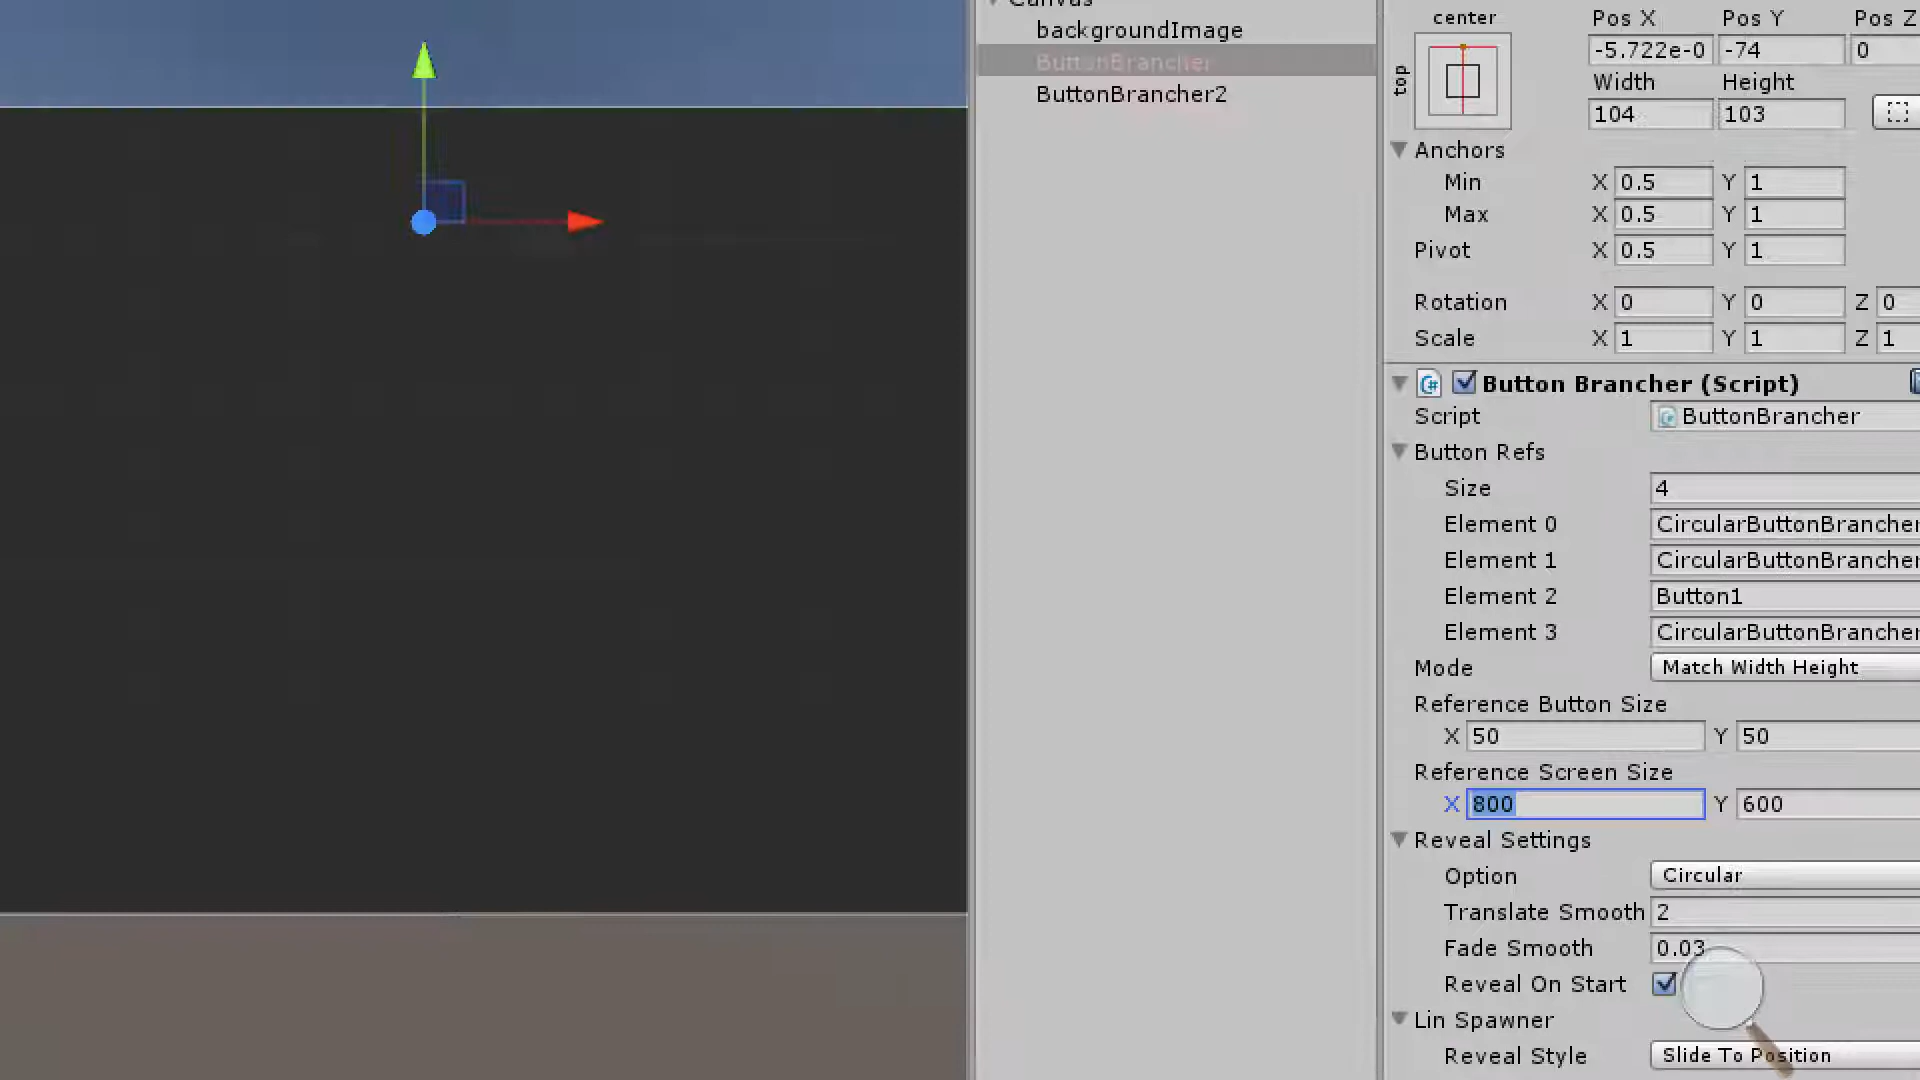 Canvas
backgroundImage
ButtonBrancher
ButtonBrancher2
center
top
Pos X Pos Y Pos Z
-5.722e-0 -74 0
Width Height
104 103
Anchors
Min X 0.5 Y 1
Max X 0.5 Y 1
Pivot X 0.5 Y 1
Rotation X 0 Y 0 Z 0
Scale X 1 Y 1 Z 1
Button Brancher (Script)
Script ButtonBrancher
Button Refs
Size 4
Element 0 CircularButtonBrancher
Element 1 CircularButtonBrancher
Element 2 Button1
Element 3 CircularButtonBrancher
Mode Match Width Height
Reference Button Size
X 50 Y 50
Reference Screen Size
X 800 Y 600
Reveal Settings
Option Circular
Translate Smooth 2
Fade Smooth 0.03
Reveal On Start
Lin Spawner
Reveal Style Slide To Position